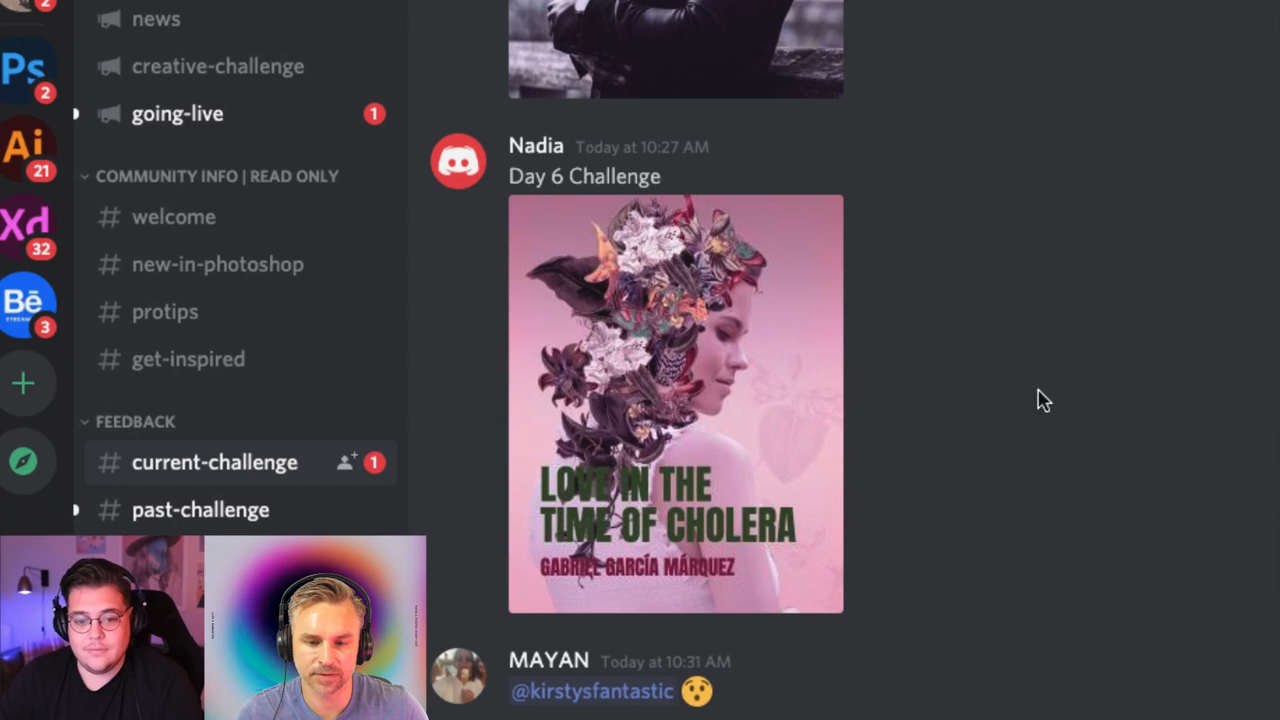 2
news
Ps
2
creative-challenge
going-live
1
Ai
21
COMMUNITY INFO | READ ONLY
welcome
Xd
32
new-in-photoshop
Bē
3
protips
get-inspired
FEEDBACK
current-challenge
1
past-challenge
Nadia Today at 10:27 AM
Day 6 Challenge
LOVE IN THE
TIME OF CHOLERA
GABRIEL GARCÍA MÁRQUEZ
MAYAN Today at 10:31 AM
@kirstysfantastic